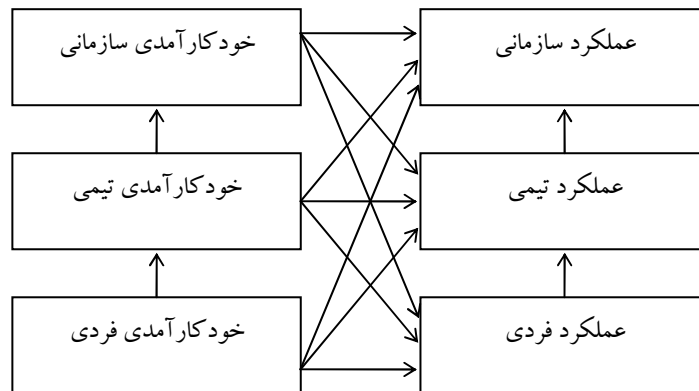 خودکارآمدی سازمانی
عملکرد سازمانی
خودکارآمدی تیمی
عملکرد تیمی
خودکارآمدی فردی
عملکرد فردی